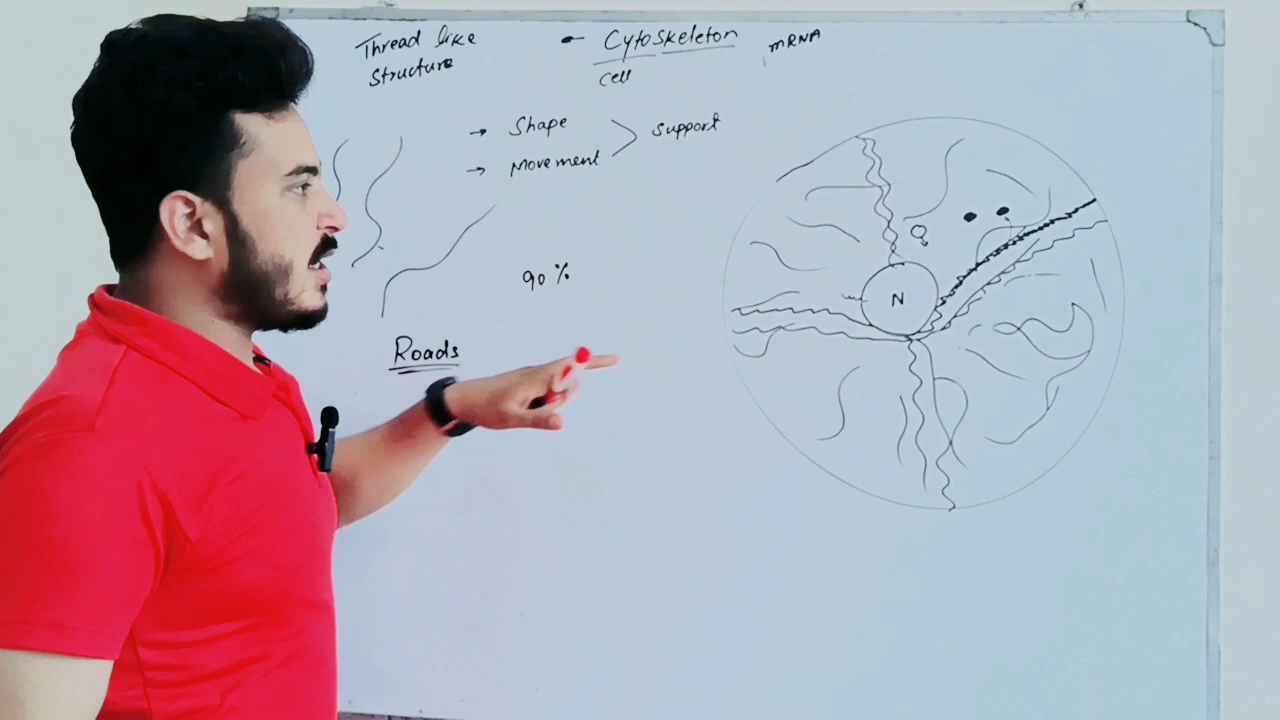 Thread like
Structure
- Cytoskeleton
cell
mRNA
→ Shape
→ Movement
support
90%
Roads
N